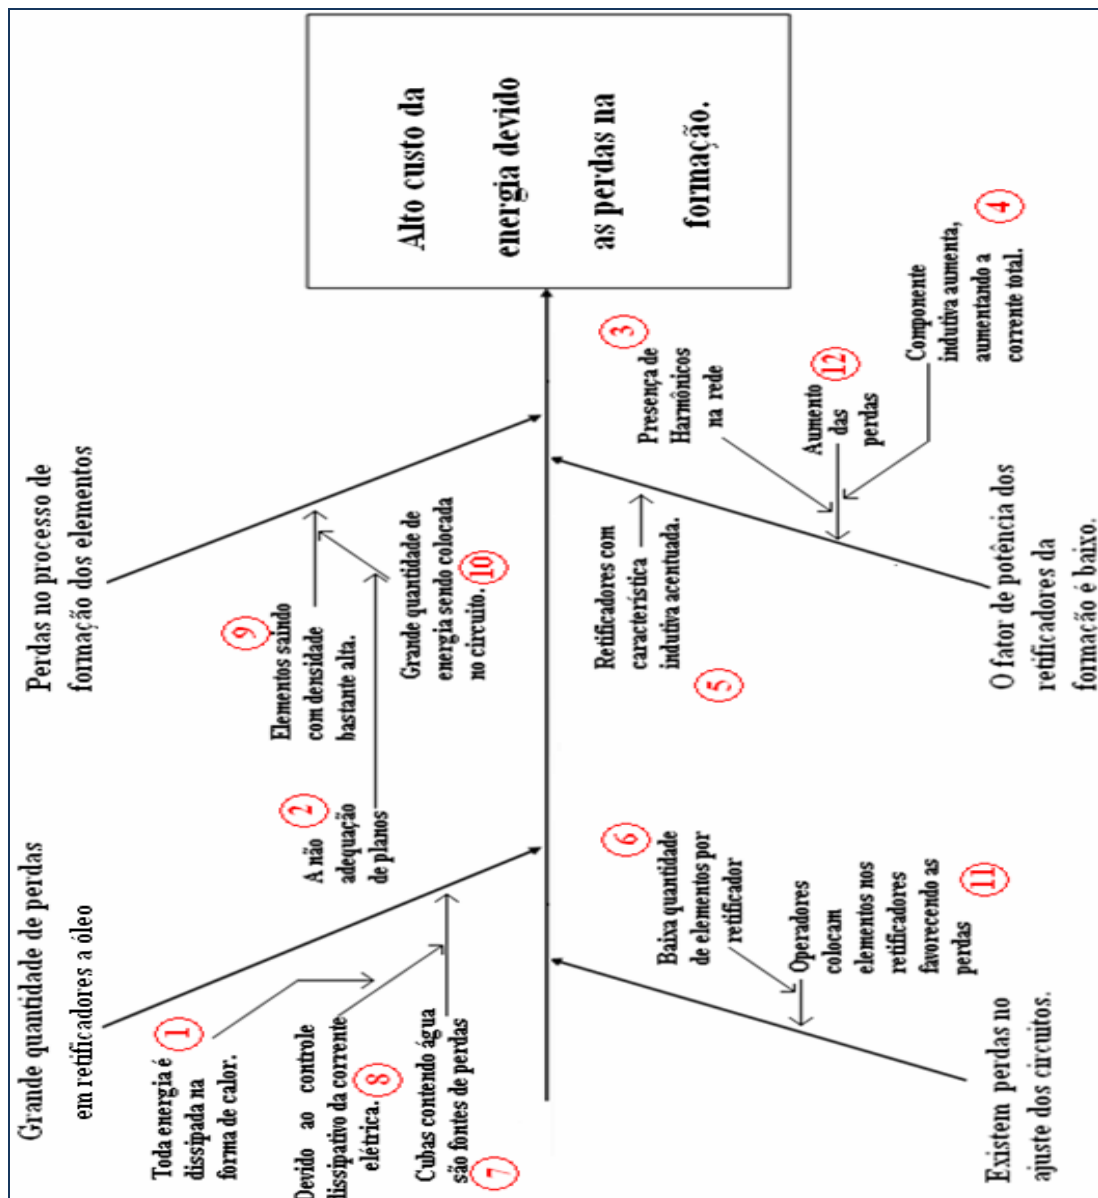 Grande quantidade de perdas
em retificadores a óleo
Perdas no processo de
formação dos elementos
Toda energia é
dissipada na
forma de calor.
1
Devido ao controle
dissipativo da corrente
elétrica.
8
Cubas contendo água
são fontes de perdas
7
A não
adequação
de planos
2
Elementos saindo
com densidade
bastante alta.
9
Grande quantidade de
energia sendo colocada
no circuito.
10
Alto custo da
energia devido
as perdas na
formação.
Baixa quantidade
de elementos por
retificador
6
Operadores
colocam
elementos nos
retificadores
favorecendo as
perdas
11
Retificadores com
característica
indutiva acentuada.
5
Presença de
Harmônicos
na rede
3
Aumento
das
perdas
12
Componente
indutiva aumenta,
aumentando a
corrente total.
4
Existem perdas no
ajuste dos circuitos.
O fator de potência dos
retificadores da
formação é baixo.